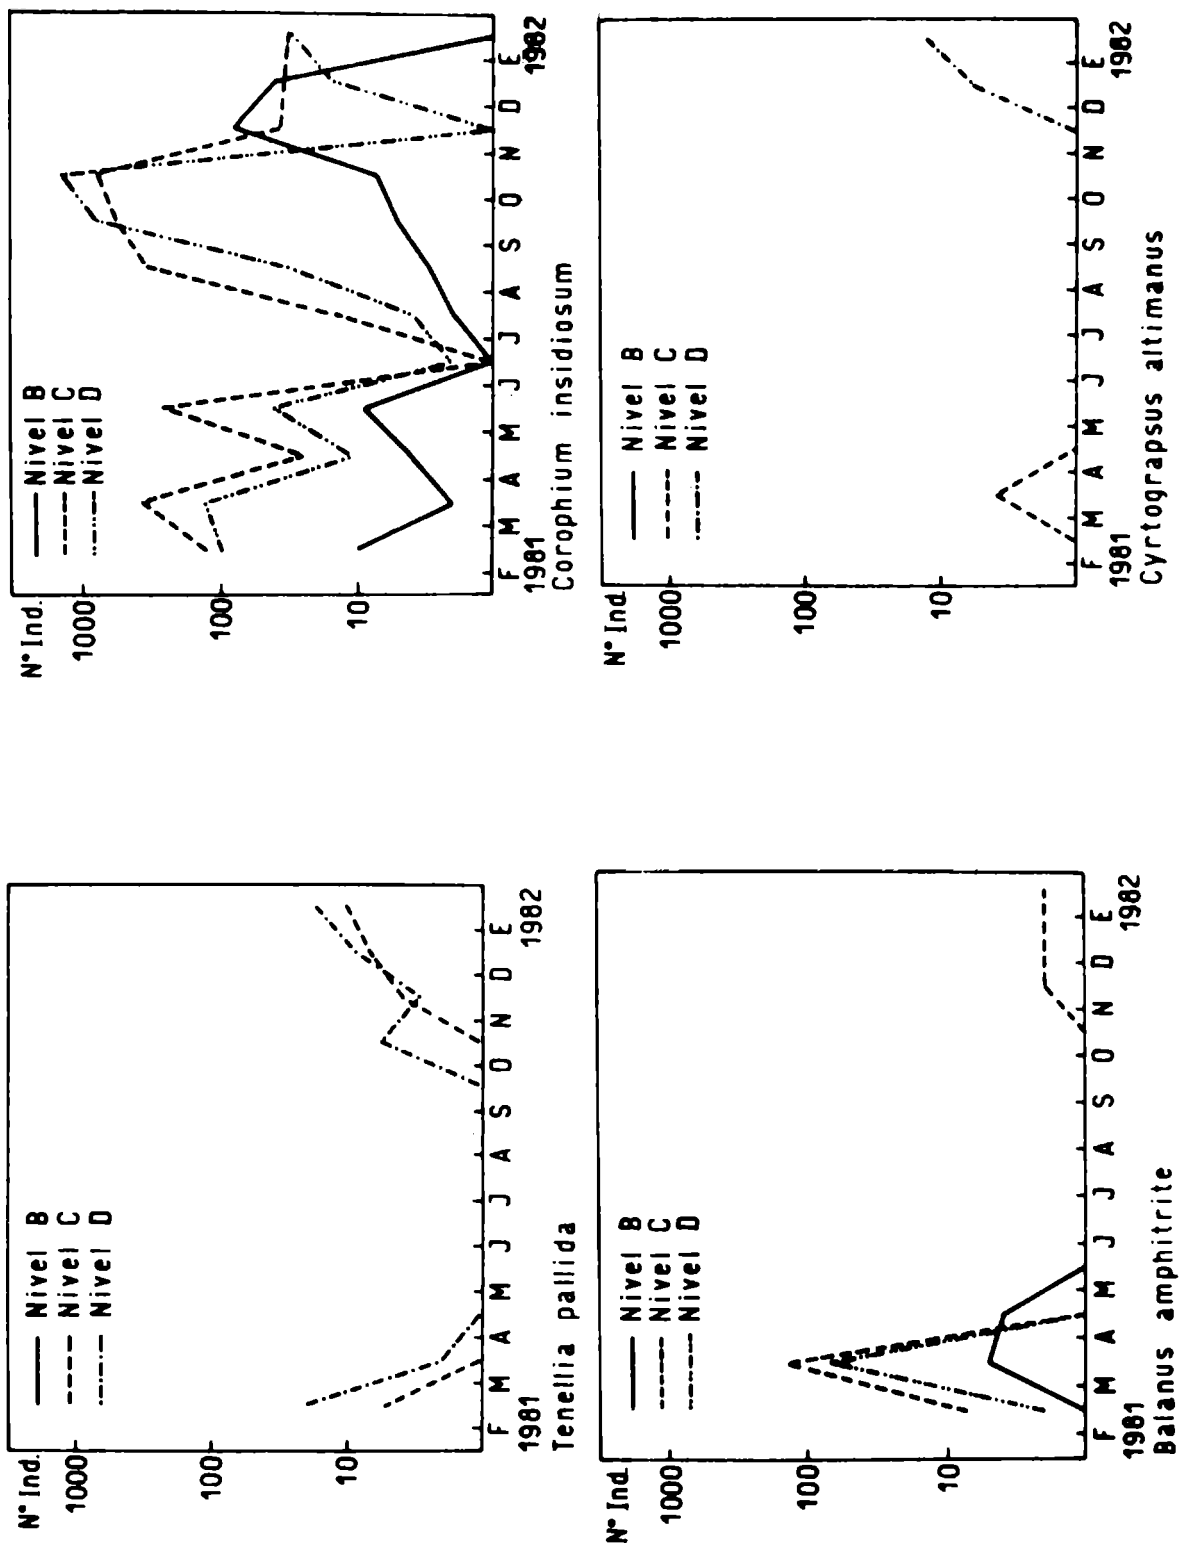 N° Ind.
1000
100
10
Nivel B
Nivel C
Nivel D
F M A M J J A S O N D E
1981 1982
Tenellia pallida
N° Ind.
1000
100
10
Nivel B
Nivel C
Nivel D
F M A M J J A S O N D E
1981 1982
Corophium insidiosum
N° Ind.
1000
100
10
Nivel B
Nivel C
Nivel D
F M A M J J A S O N D E
1981 1982
Balanus amphitrite
N° Ind.
1000
100
10
Nivel B
Nivel C
Nivel D
F M A M J J A S O N D E
1981 1982
Cyrtograpsus altimanus